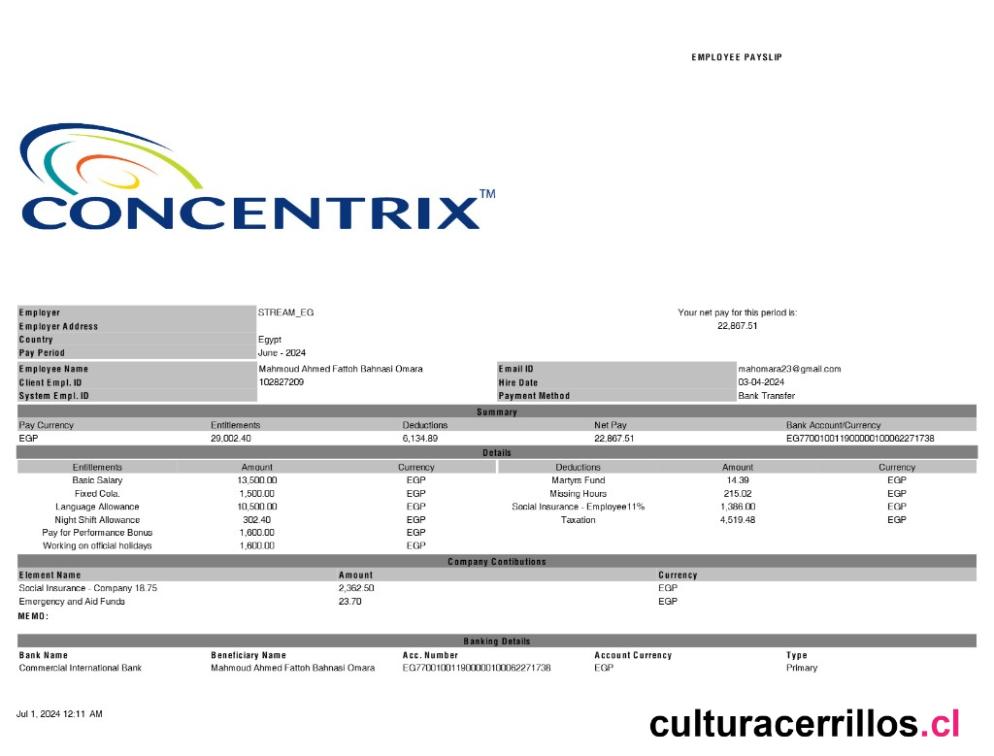 EMPLOYEE PAYSLIP
CONCENTRIX™
Employer STREAM_EG Your net pay for this period is:
Employer Address 22,867.51
Country Egypt
Pay Period June - 2024
Employee Name Mahmoud Ahmed Fattoh Bahnasi Omara Email ID mahomara23@gmail.com
Client Empl. ID 102827209 Hire Date 03-04-2024
System Empl. ID Payment Method Bank Transfer
Summary
Pay Currency Entitlements Deductions Net Pay Bank Account/Currency
EGP 29,002.40 6,134.89 22,867.51 EG770010011900000100062271738
Details
Entitlements Amount Currency Deductions Amount Currency
Basic Salary 13,500.00 EGP Martyrs Fund 14.39 EGP
Fixed Cola. 1,500.00 EGP Missing Hours 215.02 EGP
Language Allowance 10,500.00 EGP Social Insurance - Employee11% 1,386.00 EGP
Night Shift Allowance 302.40 EGP Taxation 4,519.48 EGP
Pay for Performance Bonus 1,600.00 EGP
Working on official holidays 1,600.00 EGP
Company Contibutions
Element Name Amount Currency
Social Insurance - Company 18.75 2,362.50 EGP
Emergency and Aid Funds 23.70 EGP
MEMO:
Banking Details
Bank Name Beneficiary Name Acc. Number Account Currency Type
Commercial International Bank Mahmoud Ahmed Fattoh Bahnasi Omara EG770010011900000100062271738 EGP Primary
Jul 1, 2024 12:11 AM
culturacerrillos.cl